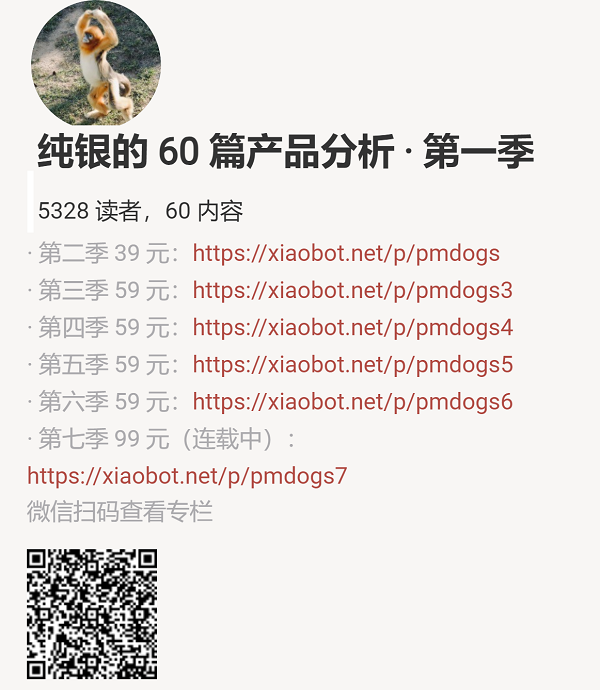 纯银的 60 篇产品分析 · 第一季
5328 读者，60 内容
· 第二季 39 元：https://xiaobot.net/p/pmdogs
· 第三季 59 元：https://xiaobot.net/p/pmdogs3
· 第四季 59 元：https://xiaobot.net/p/pmdogs4
· 第五季 59 元：https://xiaobot.net/p/pmdogs5
· 第六季 59 元：https://xiaobot.net/p/pmdogs6
· 第七季 99 元（连载中）：
https://xiaobot.net/p/pmdogs7
微信扫码查看专栏